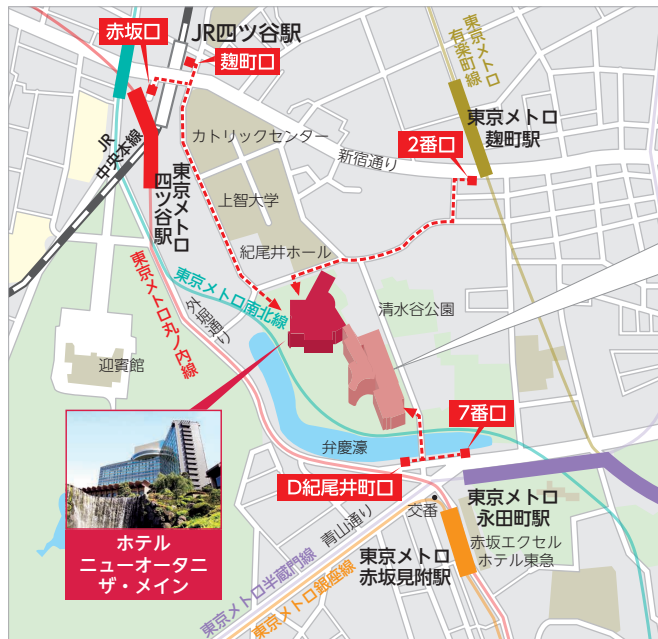 赤坂口
JR四ツ谷駅
麹町口
東京メトロ
有楽町線
東京メトロ
麹町駅
JR
中央本線
東京メトロ
四ツ谷駅
カトリックセンター
新宿通り
2番口
上智大学
紀尾井ホール
東京メトロ南北線
外堀通り
東京メトロ丸ノ内線
清水谷公園
迎賓館
7番口
弁慶濠
D紀尾井町口
東京メトロ
永田町駅
交番
青山通り
赤坂エクセル
ホテル東急
東京メトロ
赤坂見附駅
ホテル
ニューオータニ
ザ・メイン
東京メトロ半蔵門線
東京メトロ銀座線